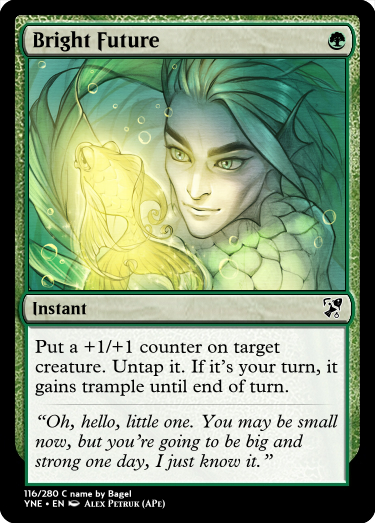 Bright Future
Instant
Put a +1/+1 counter on target
creature. Untap it. If it's your turn, it
gains trample until end of turn.
“Oh, hello, little one. You may be small
now, but you're going to be big and
strong one day, I just know it.”
116/280 C name by Bagel
YNE • EN Alex Petruk (APe)